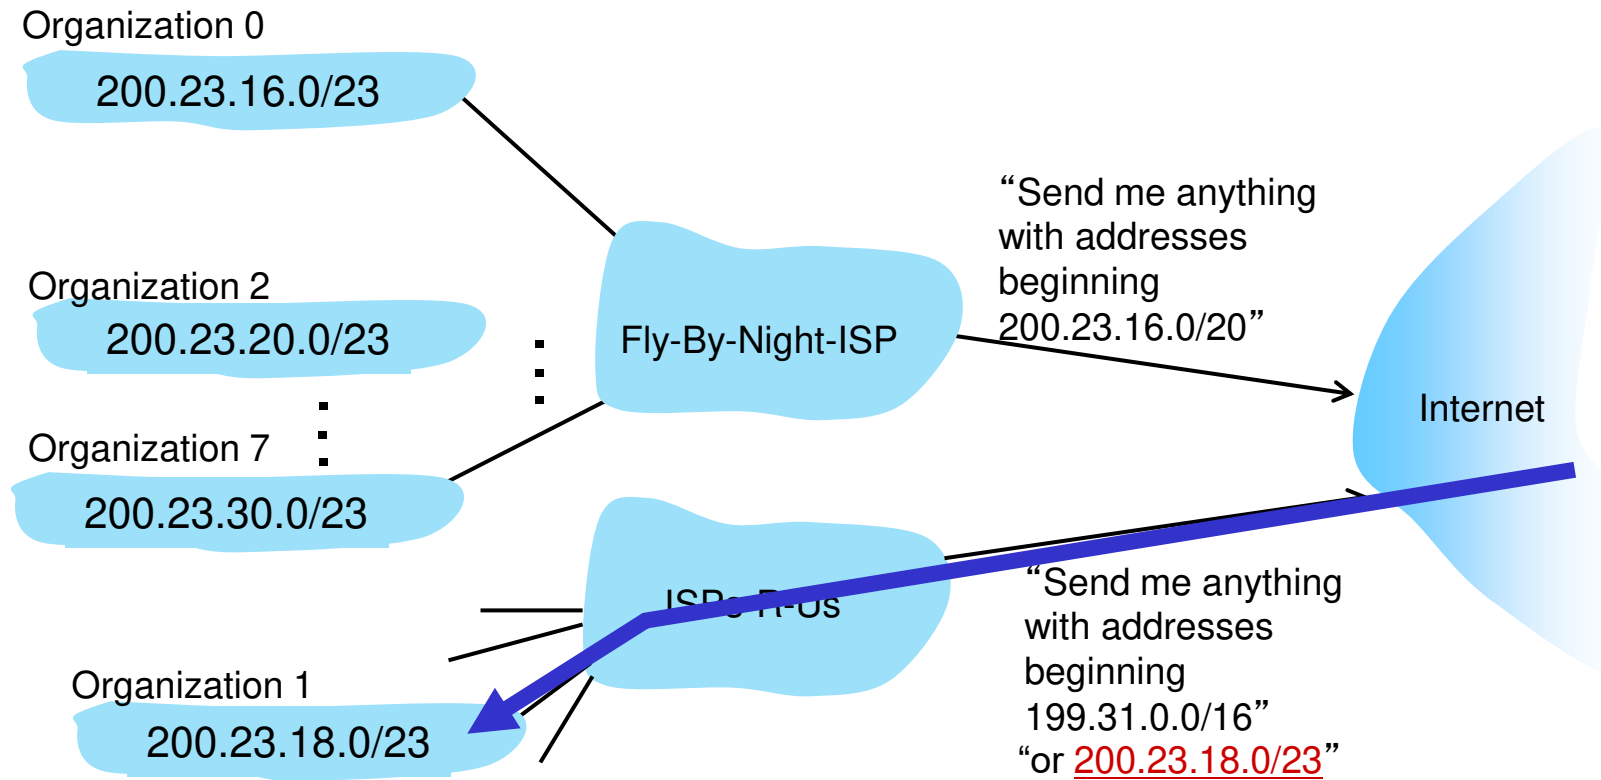 Organization 0
200.23.16.0/23
“Send me anything
with addresses
beginning
200.23.16.0/20”
Organization 2
200.23.20.0/23
Fly-By-Night-ISP
Internet
Organization 7
200.23.30.0/23
ISPs-R-Us
“Send me anything
with addresses
beginning
199.31.0.0/16”
“or 200.23.18.0/23”
Organization 1
200.23.18.0/23